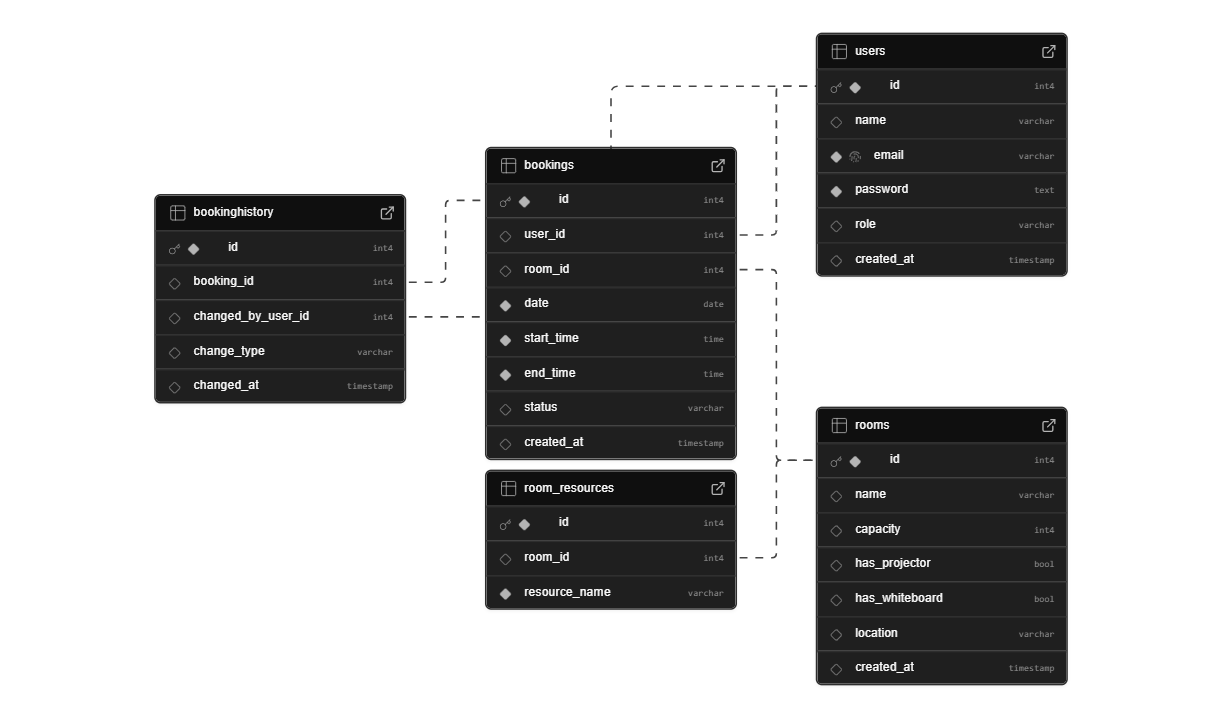 bookinghistory
id int4
booking_id int4
changed_by_user_id int4
change_type varchar
changed_at timestamp
bookings
id int4
user_id int4
room_id int4
date date
start_time time
end_time time
status varchar
created_at timestamp
room_resources
id int4
room_id int4
resource_name varchar
users
id int4
name varchar
email varchar
password text
role varchar
created_at timestamp
rooms
id int4
name varchar
capacity int4
has_projector bool
has_whiteboard bool
location varchar
created_at timestamp